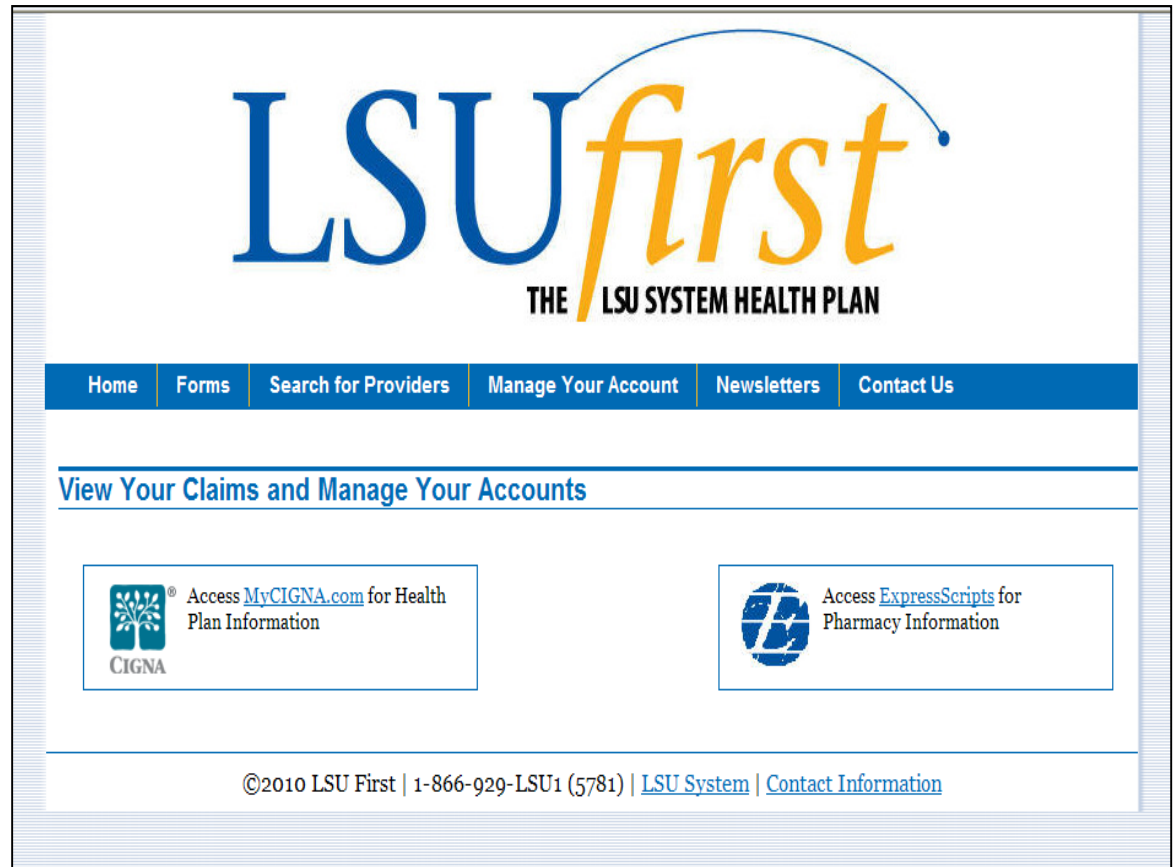 LSUfirst
THE LSU SYSTEM HEALTH PLAN
Home Forms Search for Providers Manage Your Account Newsletters Contact Us
View Your Claims and Manage Your Accounts
Access MyCIGNA.com for Health
Plan Information
CIGNA
®
Access ExpressScripts for
Pharmacy Information
E
©2010 LSU First | 1-866-929-LSU1 (5781) | LSU System | Contact Information